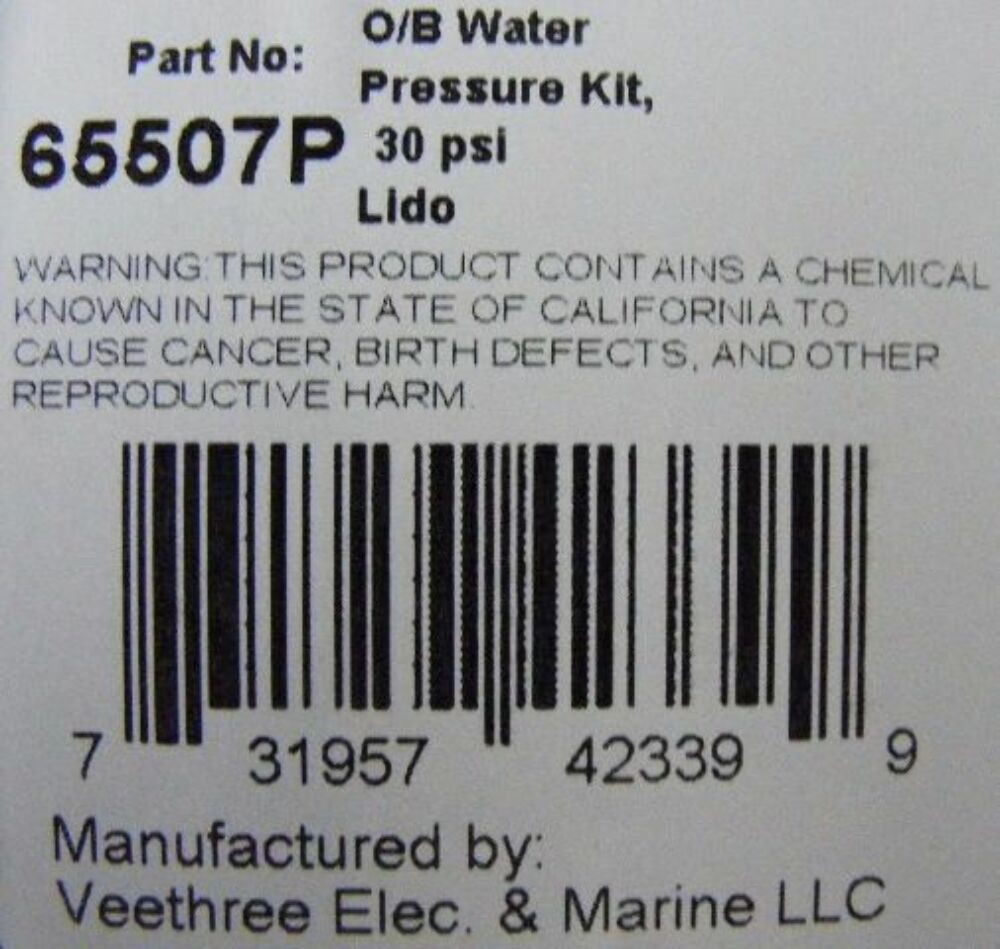 Part No:
65507P
O/B Water
Pressure Kit,
30 psi
Lido
WARNING:THIS PRODUCT CONTAINS A CHEMICAL
KNOWN IN THE STATE OF CALIFORNIA TO
CAUSE CANCER, BIRTH DEFECTS, AND OTHER
REPRODUCTIVE HARM.
7 31957 42339 9
Manufactured by:
Veethree Elec. & Marine LLC